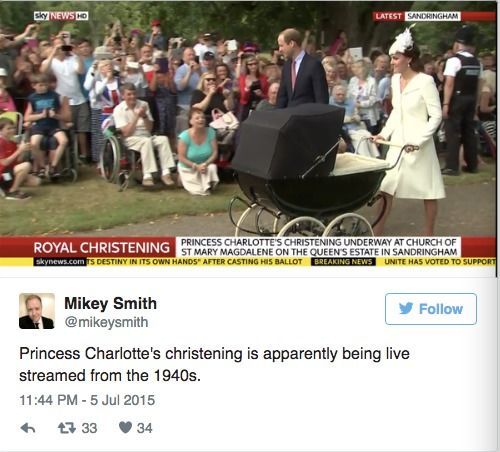 sky NEWS HD
LATEST SANDRINGHAM
ROYAL CHRISTENING
PRINCESS CHARLOTTE'S CHRISTENING UNDERWAY AT CHURCH OF
ST MARY MAGDALENE ON THE QUEEN'S ESTATE IN SANDRINGHAM
skynews.com TS DESTINY IN ITS OWN HANDS" AFTER CASTING HIS BALLOT BREAKING NEWS UNITE HAS VOTED TO SUPPORT
Mikey Smith
@mikeysmith
Follow
Princess Charlotte's christening is apparently being live
streamed from the 1940s.
11:44 PM - 5 Jul 2015
33 34